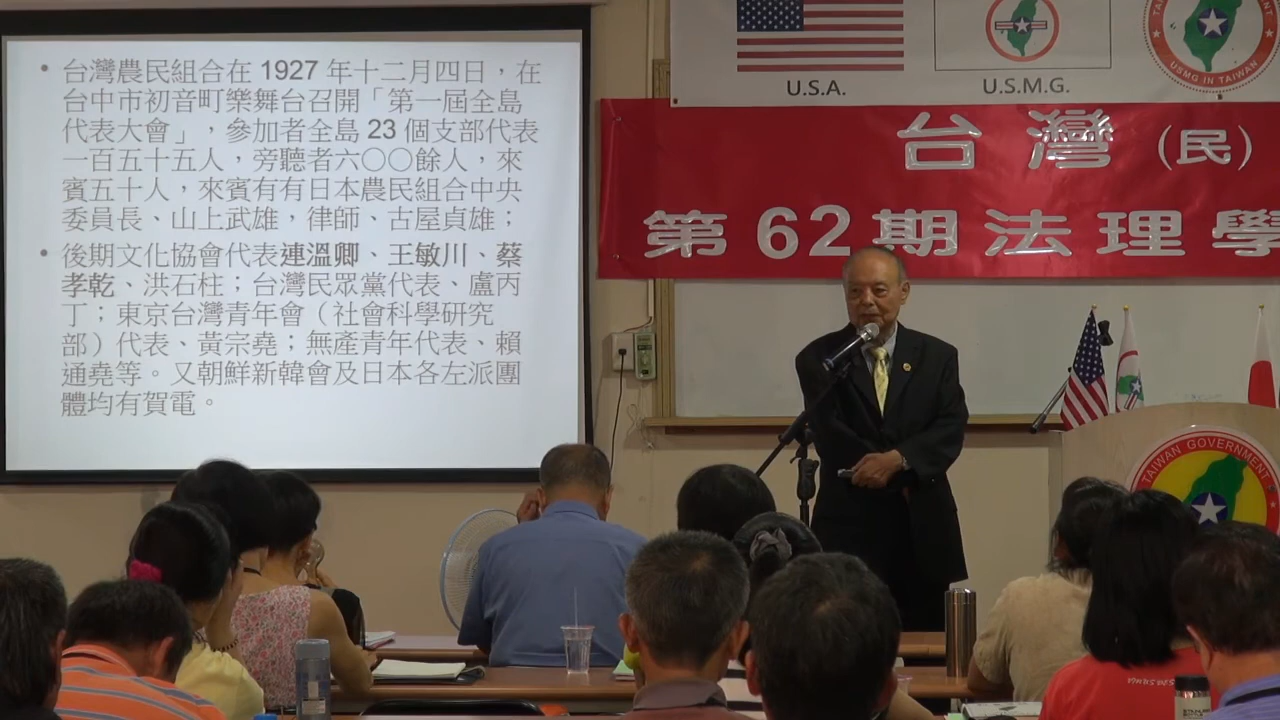 • 台灣農民組合在 1927 年十二月四日，在
台中市初音町樂舞台召開「第一屆全島
代表大會」，參加者全島 23 個支部代表
一百五十五人，旁聽者六〇〇餘人，來
賓五十人，來賓有有日本農民組合中央
委員長、山上武雄，律師、古屋貞雄；
• 後期文化協會代表連溫卿、王敏川、蔡
孝乾、洪石柱；台灣民眾黨代表、盧丙
丁；東京台灣青年會（社會科學研究
部）代表、黃宗堯；無產青年代表、賴
通堯等。又朝鮮新韓會及日本各左派團
體均有賀電。
U.S.A.
U.S.M.G.
USMG IN TAIWAN
台灣(民)
第62期法理學
TAIWAN GOVERNMENT